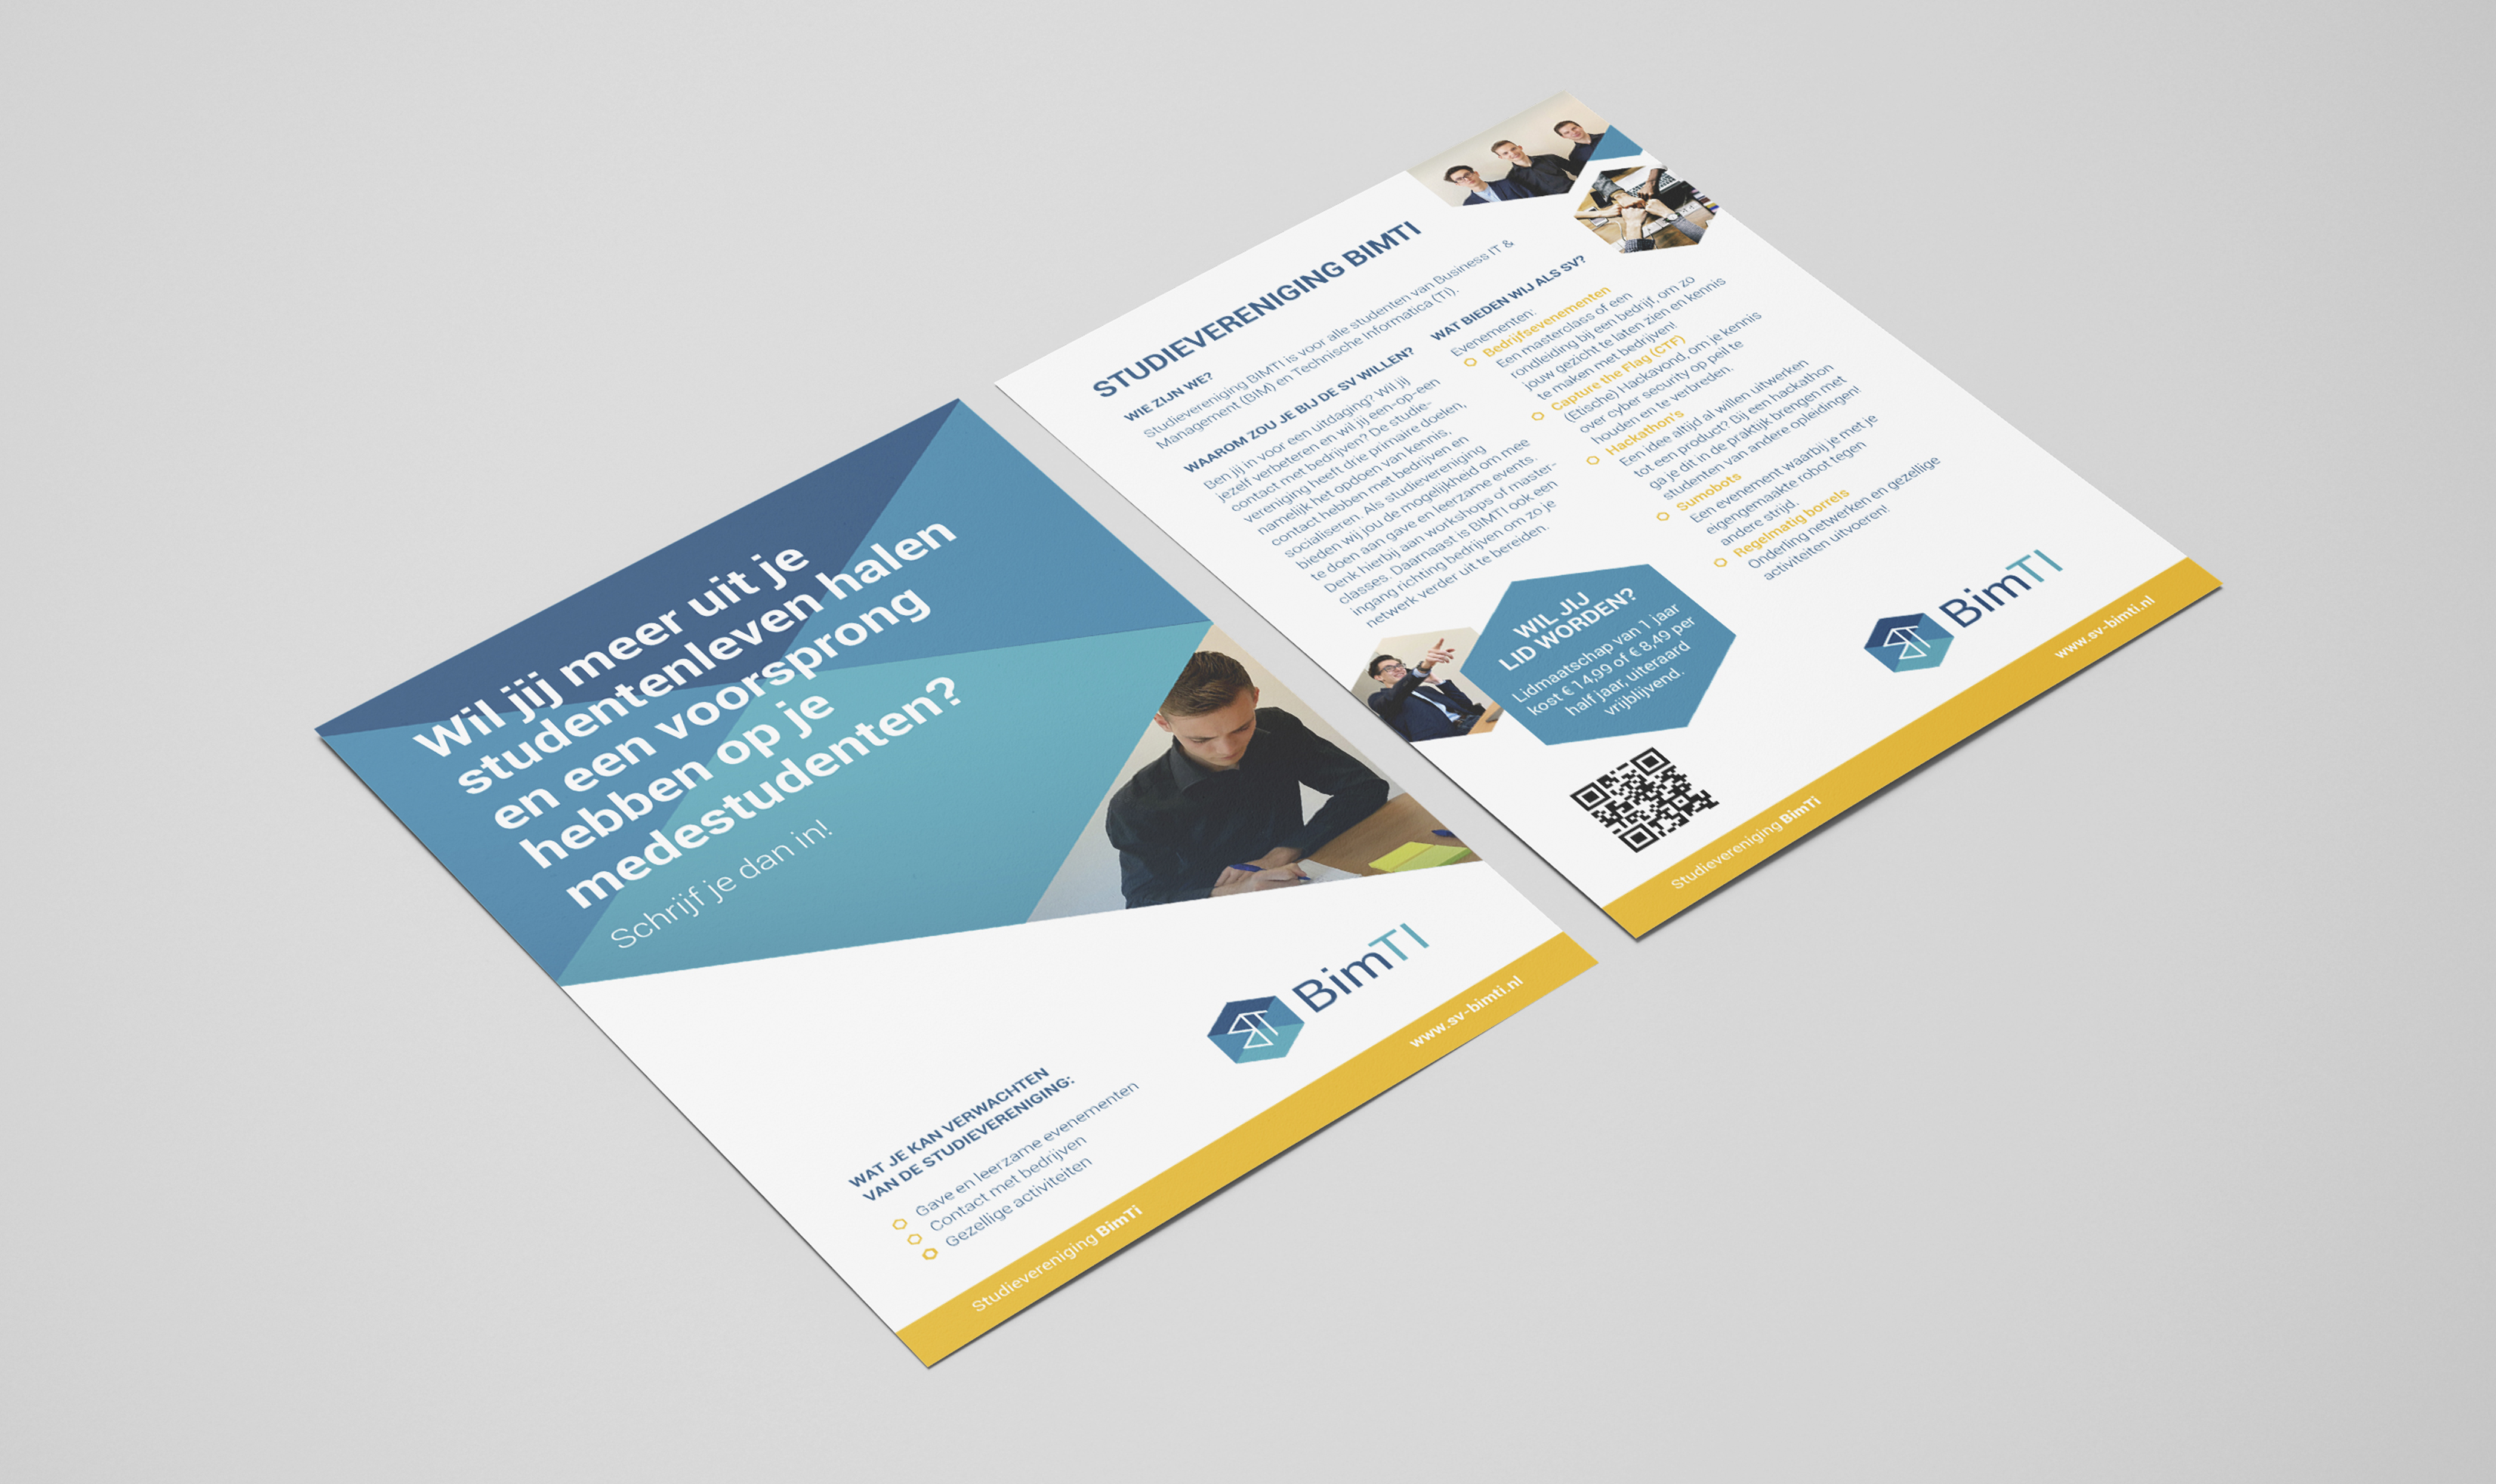 Wil jij meer uit je
studentenleven halen
en een voorsprong
hebben op je
medestudenten?
Schrijf je dan in!
BimTI
WAT JE KAN VERWACHTEN
VAN DE STUDIEVERENIGING:
Gave en leerzame evenementen
Contact met bedrijven
Gezellige activiteiten
Studievereniging BimTi
www.sv-bimti.nl
STUDIEVERENIGING BIMTI
WIE ZIJN WE?
Studievereniging BIMTI is voor alle studenten van Business IT &
Management (BIM) en Technische Informatica (TI).
WAAROM ZOU JE BIJ DE SV WILLEN?
Ben jij in voor een uitdaging? Wil jij
jezelf verbeteren en wil jij een-op-een
contact met bedrijven? De studie-
vereniging heeft drie primaire doelen,
namelijk het opdoen van kennis,
contact hebben met bedrijven en
socialiseren. Als studievereniging
bieden wij jou de mogelijkheid om mee
te doen aan gave en leerzame events.
Denk hierbij aan workshops of master-
classes. Daarnaast is BIMTI ook een
ingang richting bedrijven om zo je
netwerk verder uit te bereiden.
WAT BIEDEN WIJ ALS SV?
Evenementen:
Bedrijfsevenementen
Een masterclass of een
rondleiding bij een bedrijf, om zo
jouw gezicht te laten zien en kennis
te maken met bedrijven!
Capture the Flag (CTF)
(Etische) Hackavond, om je kennis
over cyber security op peil te
houden en te verbreden.
Hackathon's
Een idee altijd al willen uitwerken
tot een product? Bij een hackathon
ga je dit in de praktijk brengen met
studenten van andere opleidingen!
Sumobots
Een evenement waarbij je met je
eigengemaakte robot tegen
andere strijd.
Regelmatig borrels
Onderling netwerken en gezellige
activiteiten uitvoeren!
WIL JIJ
LID WORDEN?
Lidmaatschap van 1 jaar
kost € 14,99 of € 8,49 per
half jaar, uiteraard
vrijblijvend.
BimTI
Studievereniging BimTi
www.sv-bimti.nl